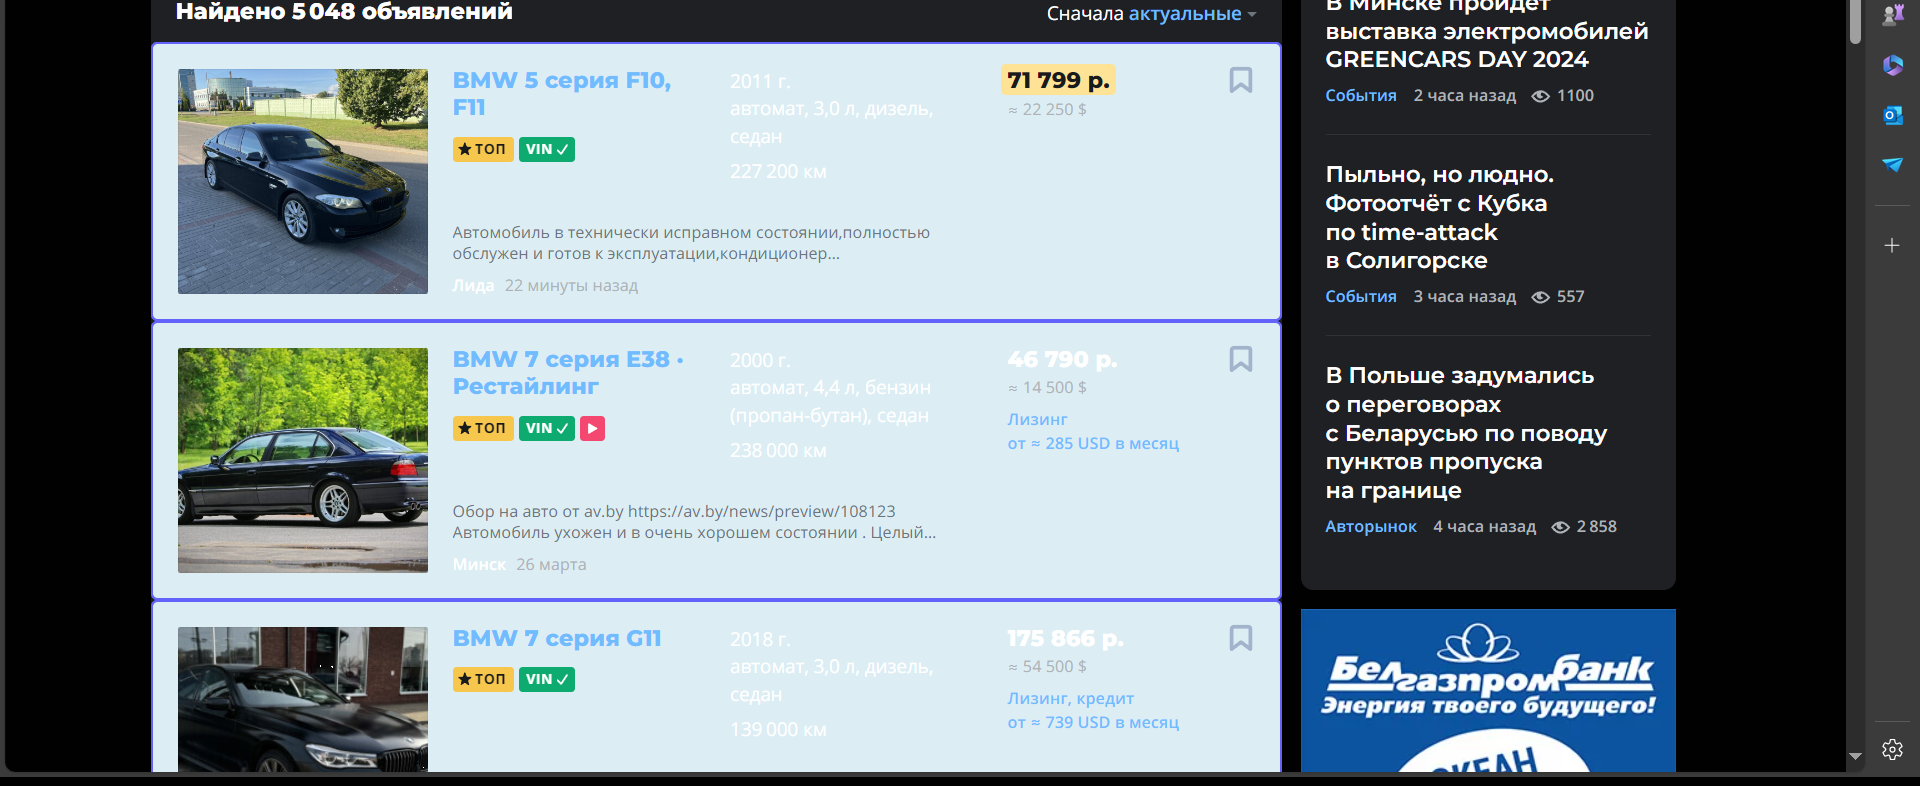 Найдено 5 048 объявлений
Сначала актуальные
BMW 5 серия F10,
F11
ТОП VIN
2011 г.
автомат, 3,0 л, дизель,
седан
227 200 км
71 799 р.
≈ 22 250 $
Автомобиль в технически исправном состоянии,полностью
обслужен и готов к эксплуатации,кондиционер...
Лида 22 минуты назад
BMW 7 серия E38 ·
Рестайлинг
ТОП VIN
2000 г.
автомат, 4,4 л, бензин
(пропан-бутан), седан
238 000 км
46 790 р.
≈ 14 500 $
Лизинг
от ≈ 285 USD в месяц
Обор на авто от av.by https://av.by/news/preview/108123
Автомобиль ухожен и в очень хорошем состоянии . Целый...
Минск 26 марта
BMW 7 серия G11
ТОП VIN
2018 г.
автомат, 3,0 л, дизель,
седан
139 000 км
175 866 р.
≈ 54 500 $
Лизинг, кредит
от ≈ 739 USD в месяц
В Минске пройдёт
выставка электромобилей
GREENCARS DAY 2024
События 2 часа назад 1100
Пыльно, но людно.
Фотоотчёт с Кубка
по time-attack
в Солигорске
События 3 часа назад 557
В Польше задумались
о переговорах
с Беларусью по поводу
пунктов пропуска
на границе
Авторынок 4 часа назад 2 858
Белгазпромбанк
Энергия твоего будущего!
ОКЕАН